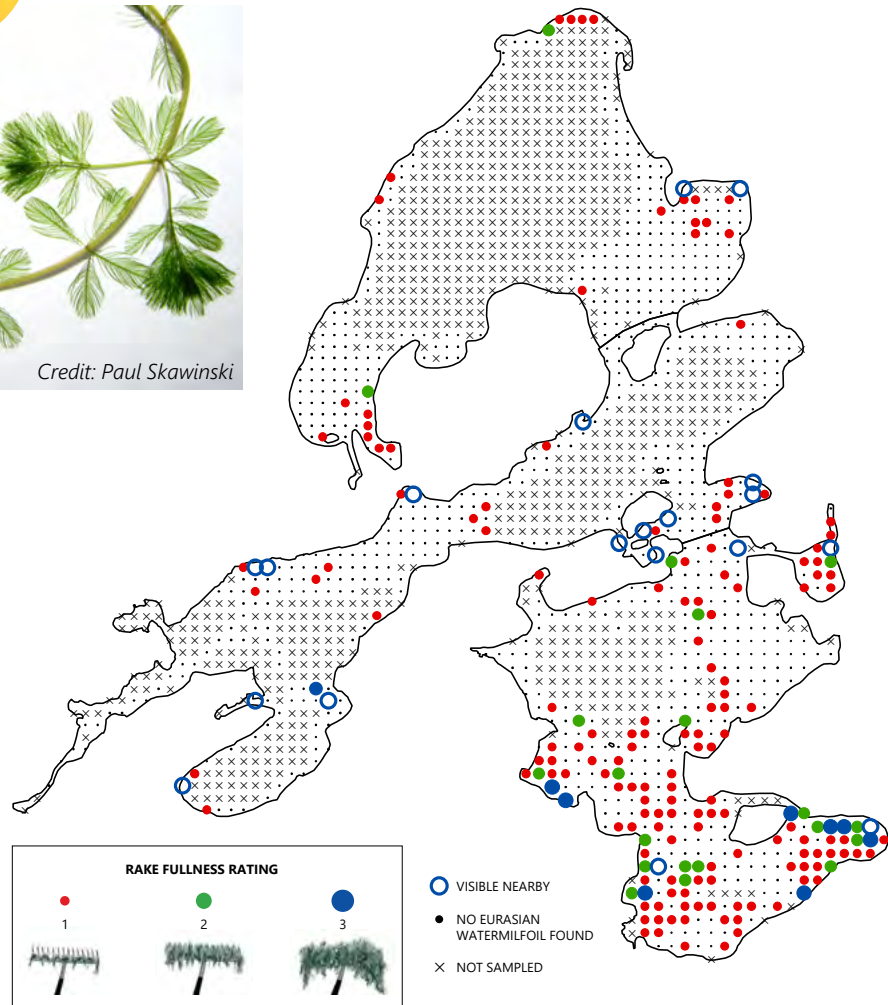 Credit: Paul Skawinski
RAKE FULLNESS RATING
1
2
3
VISIBLE NEARBY
NO EURASIAN
WATERMILFOIL FOUND
NOT SAMPLED